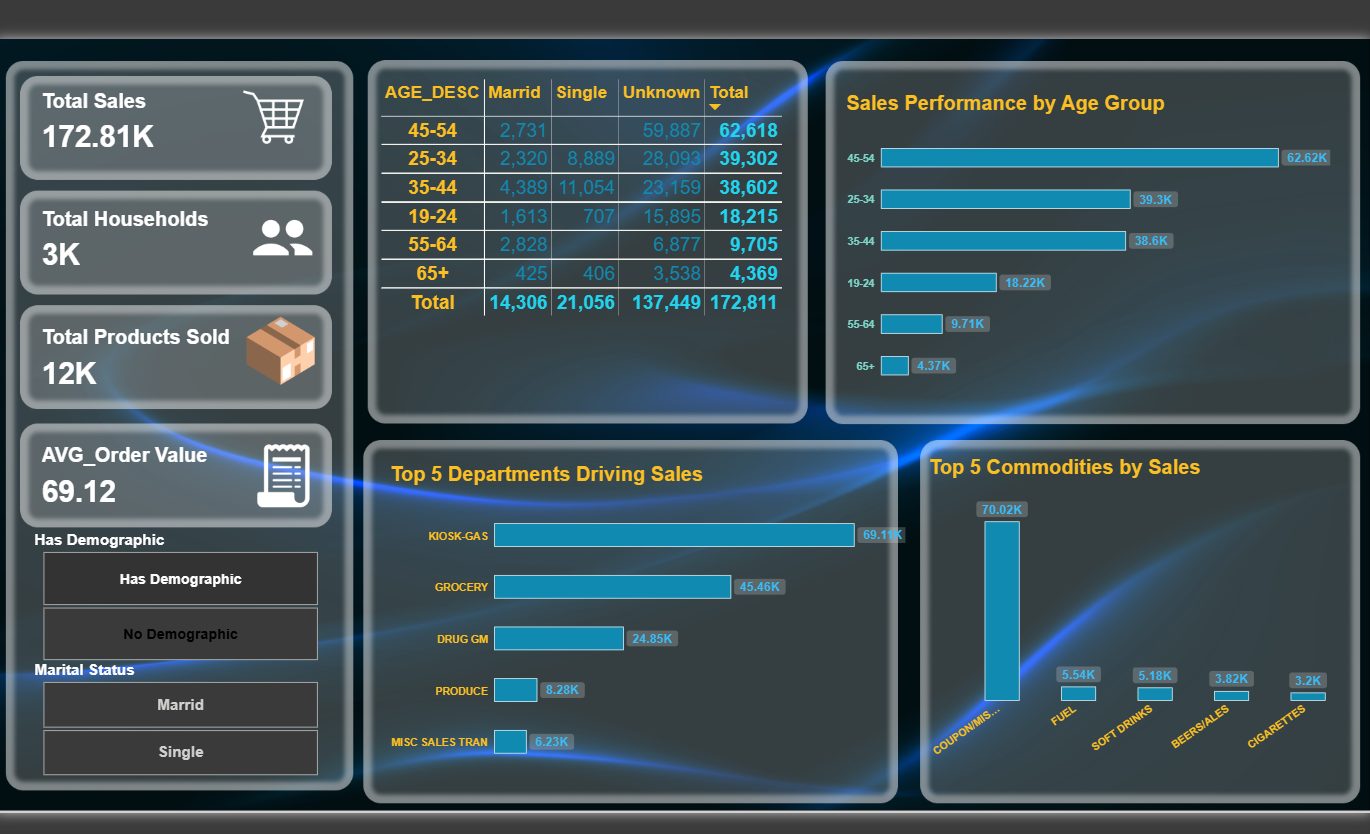 Total Sales
172.81K
Total Households
3K
Total Products Sold
12K
AVG_Order Value
69.12
Has Demographic
Has Demographic
No Demographic
Marital Status
Marrid
Single
AGE_DESC Marrid Single Unknown Total
45-54 2,731 59,887 62,618
25-34 2,320 8,889 28,093 39,302
35-44 4,389 11,054 23,159 38,602
19-24 1,613 707 15,895 18,215
55-64 2,828 6,877 9,705
65+ 425 406 3,538 4,369
Total 14,306 21,056 137,449 172,811
Sales Performance by Age Group
45-54 62.62K
25-34 39.3K
35-44 38.6K
19-24 18.22K
55-64 9.71K
65+ 4.37K
Top 5 Departments Driving Sales
KIOSK-GAS 69.11K
GROCERY 45.46K
DRUG GM 24.85K
PRODUCE 8.28K
MISC SALES TRAN 6.23K
Top 5 Commodities by Sales
70.02K
5.54K 5.18K 3.82K 3.2K
COUPON/MIS... FUEL SOFT DRINKS BEERS/ALES CIGARETTES